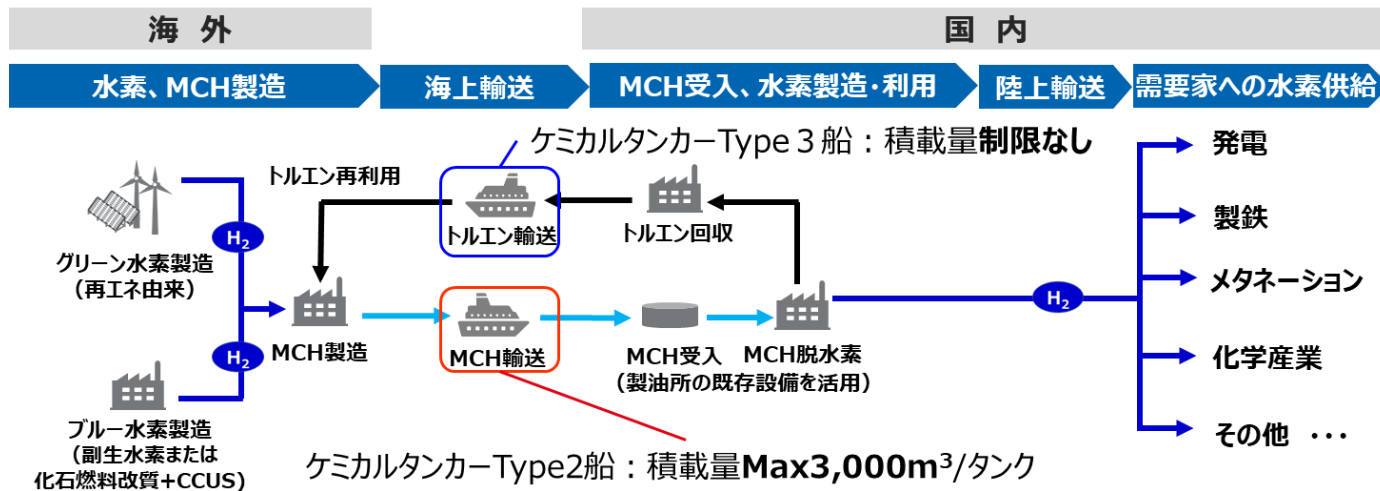 海 外
国 内
水素、MCH製造
海上輸送
MCH受入、水素製造・利用
陸上輸送
需要家への水素供給
ケミカルタンカーType３船：積載量制限なし
発電
トルエン再利用
H2
トルエン輸送
トルエン回収
製鉄
グリーン水素製造
（再エネ由来）
メタネーション
H2
MCH製造
MCH輸送
MCH受入
（製油所の既存設備を活用）
MCH脱水素
H2
化学産業
ブルー水素製造
（副生水素または
化石燃料改質+CCUS）
その他 ・・・
ケミカルタンカーType2船：積載量Max3,000m³/タンク